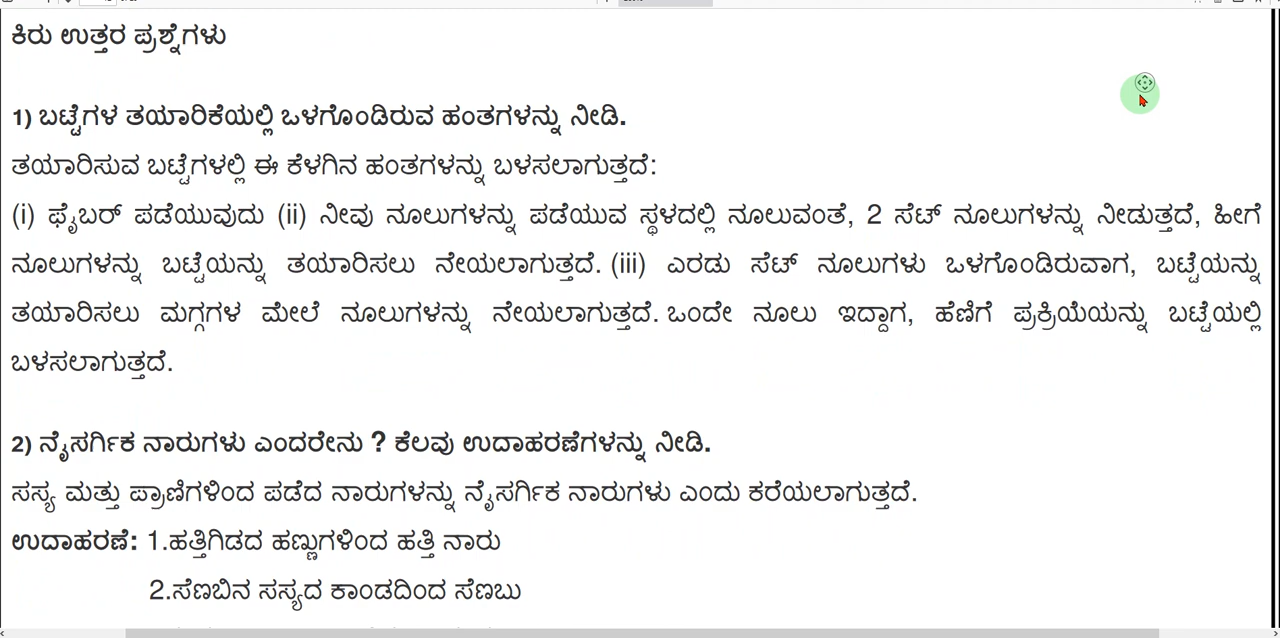 ಕಿರು ಉತ್ತರ ಪ್ರಶ್ನೆಗಳು
1) ಬಟ್ಟೆಗಳ ತಯಾರಿಕೆಯಲ್ಲಿ ಒಳಗೊಂಡಿರುವ ಹಂತಗಳನ್ನು ನೀಡಿ.
ತಯಾರಿಸುವ ಬಟ್ಟೆಗಳಲ್ಲಿ ಈ ಕೆಳಗಿನ ಹಂತಗಳನ್ನು ಬಳಸಲಾಗುತ್ತದೆ:
(i) ಫೈಬರ್ ಪಡೆಯುವುದು (ii) ನೀವು ನೂಲುಗಳನ್ನು ಪಡೆಯುವ ಸ್ಥಳದಲ್ಲಿ ನೂಲುವಂತೆ, 2 ಸೆಟ್ ನೂಲುಗಳನ್ನು ನೀಡುತ್ತದೆ, ಹೀಗೆ
ನೂಲುಗಳನ್ನು ಬಟ್ಟೆಯನ್ನು ತಯಾರಿಸಲು ನೇಯಲಾಗುತ್ತದೆ. (iii) ಎರಡು ಸೆಟ್ ನೂಲುಗಳು ಒಳಗೊಂಡಿರುವಾಗ, ಬಟ್ಟೆಯನ್ನು
ತಯಾರಿಸಲು ಮಗ್ಗಗಳ ಮೇಲೆ ನೂಲುಗಳನ್ನು ನೇಯಲಾಗುತ್ತದೆ. ಒಂದೇ ನೂಲು ಇದ್ದಾಗ, ಹೆಣಿಗೆ ಪ್ರಕ್ರಿಯೆಯನ್ನು ಬಟ್ಟೆಯಲ್ಲಿ
ಬಳಸಲಾಗುತ್ತದೆ.
2) ನೈಸರ್ಗಿಕ ನಾರುಗಳು ಎಂದರೇನು ? ಕೆಲವು ಉದಾಹರಣೆಗಳನ್ನು ನೀಡಿ.
ಸಸ್ಯ ಮತ್ತು ಪ್ರಾಣಿಗಳಿಂದ ಪಡೆದ ನಾರುಗಳನ್ನು ನೈಸರ್ಗಿಕ ನಾರುಗಳು ಎಂದು ಕರೆಯಲಾಗುತ್ತದೆ.
ಉದಾಹರಣೆ: 1.ಹತ್ತಿಗಿಡದ ಹಣ್ಣುಗಳಿಂದ ಹತ್ತಿ ನಾರು
2.ಸೆಣಬಿನ ಸಸ್ಯದ ಕಾಂಡದಿಂದ ಸೆಣಬು